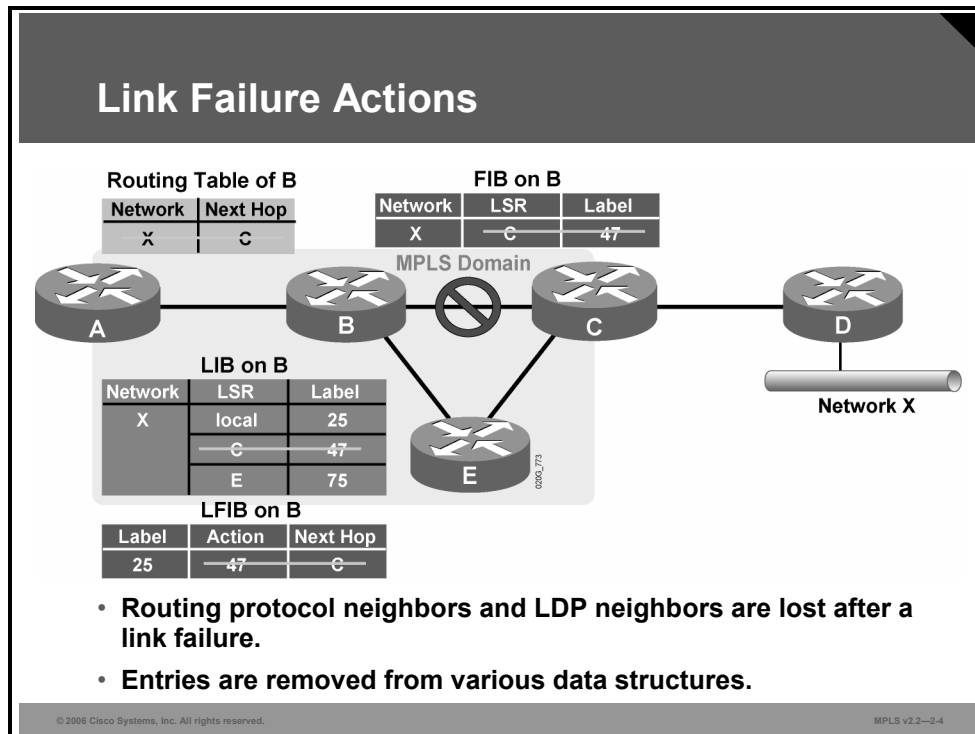 Link Failure Actions
Routing Table of B
Network Next Hop
X C
FIB on B
Network LSR Label
X C 47
MPLS Domain
A
B
C
D
Network X
LIB on B
Network LSR Label
X local 25
C 47
E 75
E
020G_773
LFIB on B
Label Action Next Hop
25 47 C
• Routing protocol neighbors and LDP neighbors are lost after a
link failure.
• Entries are removed from various data structures.
© 2006 Cisco Systems, Inc. All rights reserved.
MPLS v2.2—2-4